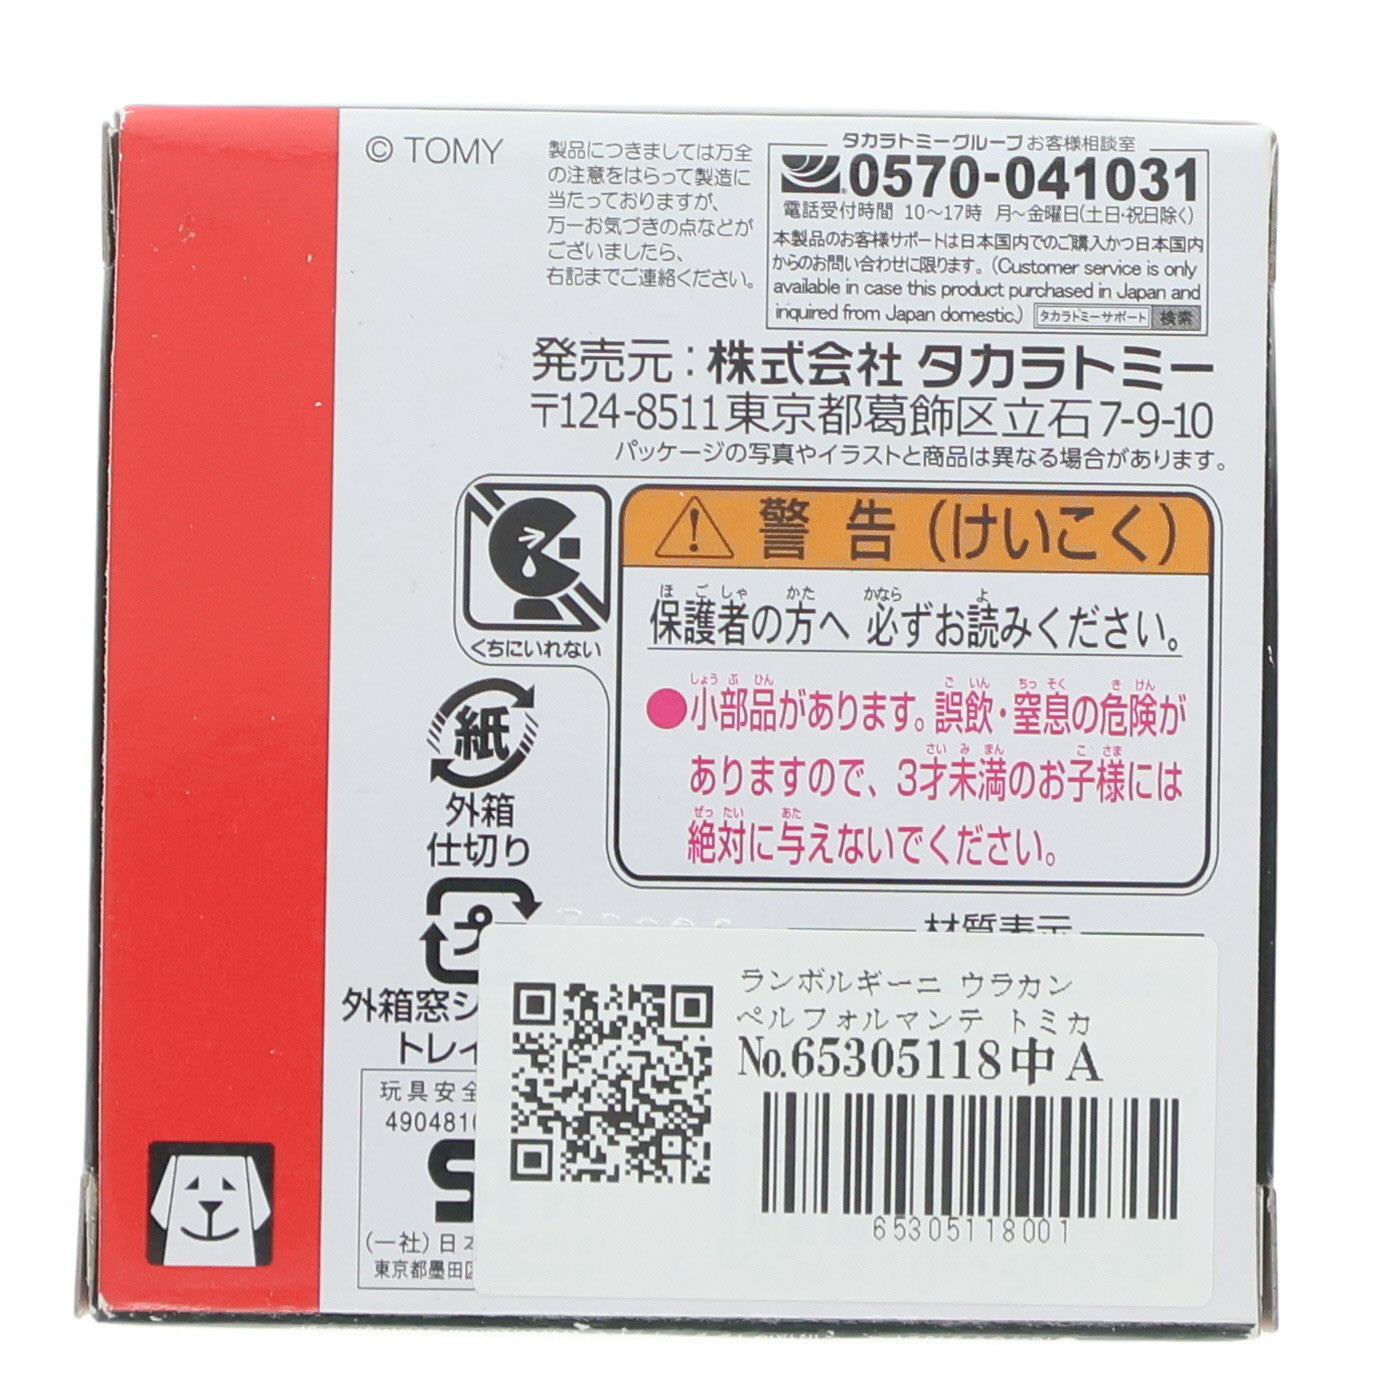 © TOMY
製品につきましては万全
の注意をはらって製造に
当たっておりますが、
万一お気づきの点などが
ございましたら、
右記までご連絡ください。
タカラトミーグループ お客様相談室
0570-041031
電話受付時間 10～17時 月～金曜日(土日・祝日除く)
本製品のお客様サポートは日本国内でのご購入かつ日本国内
からのお問い合わせに限ります。(Customer service is only
available in case this product purchased in Japan and
inquired from Japan domestic.) タカラトミーサポート 検索
発売元：株式会社 タカラトミー
〒124-8511 東京都葛飾区立石 7-9-10
パッケージの写真やイラストと商品は異なる場合があります。
くちにいれない
警告(けいこく)
保護者の方へ 必ずお読みください。
●小部品があります。誤飲・窒息の危険が
ありますので、3才未満のお子様には
絶対に与えないでください。
紙
外箱
仕切り
プ
外箱窓シ
トレイ
材質表示
玩具安全
490481
(一社)日本
東京都墨田区
ランボルギーニ ウラカン
ペルフォルマンテ トミカ
No.65305118中A
65305118001